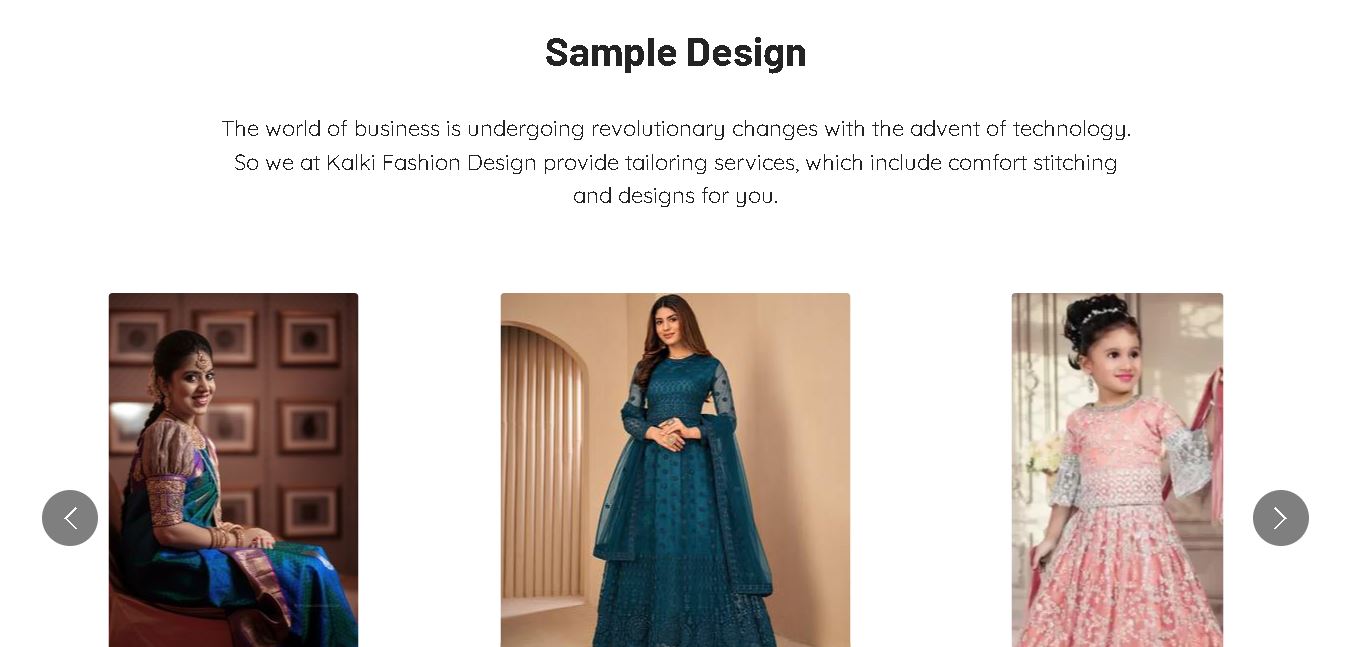 Sample Design
The world of business is undergoing revolutionary changes with the advent of technology.
So we at Kalki Fashion Design provide tailoring services, which include comfort stitching
and designs for you.